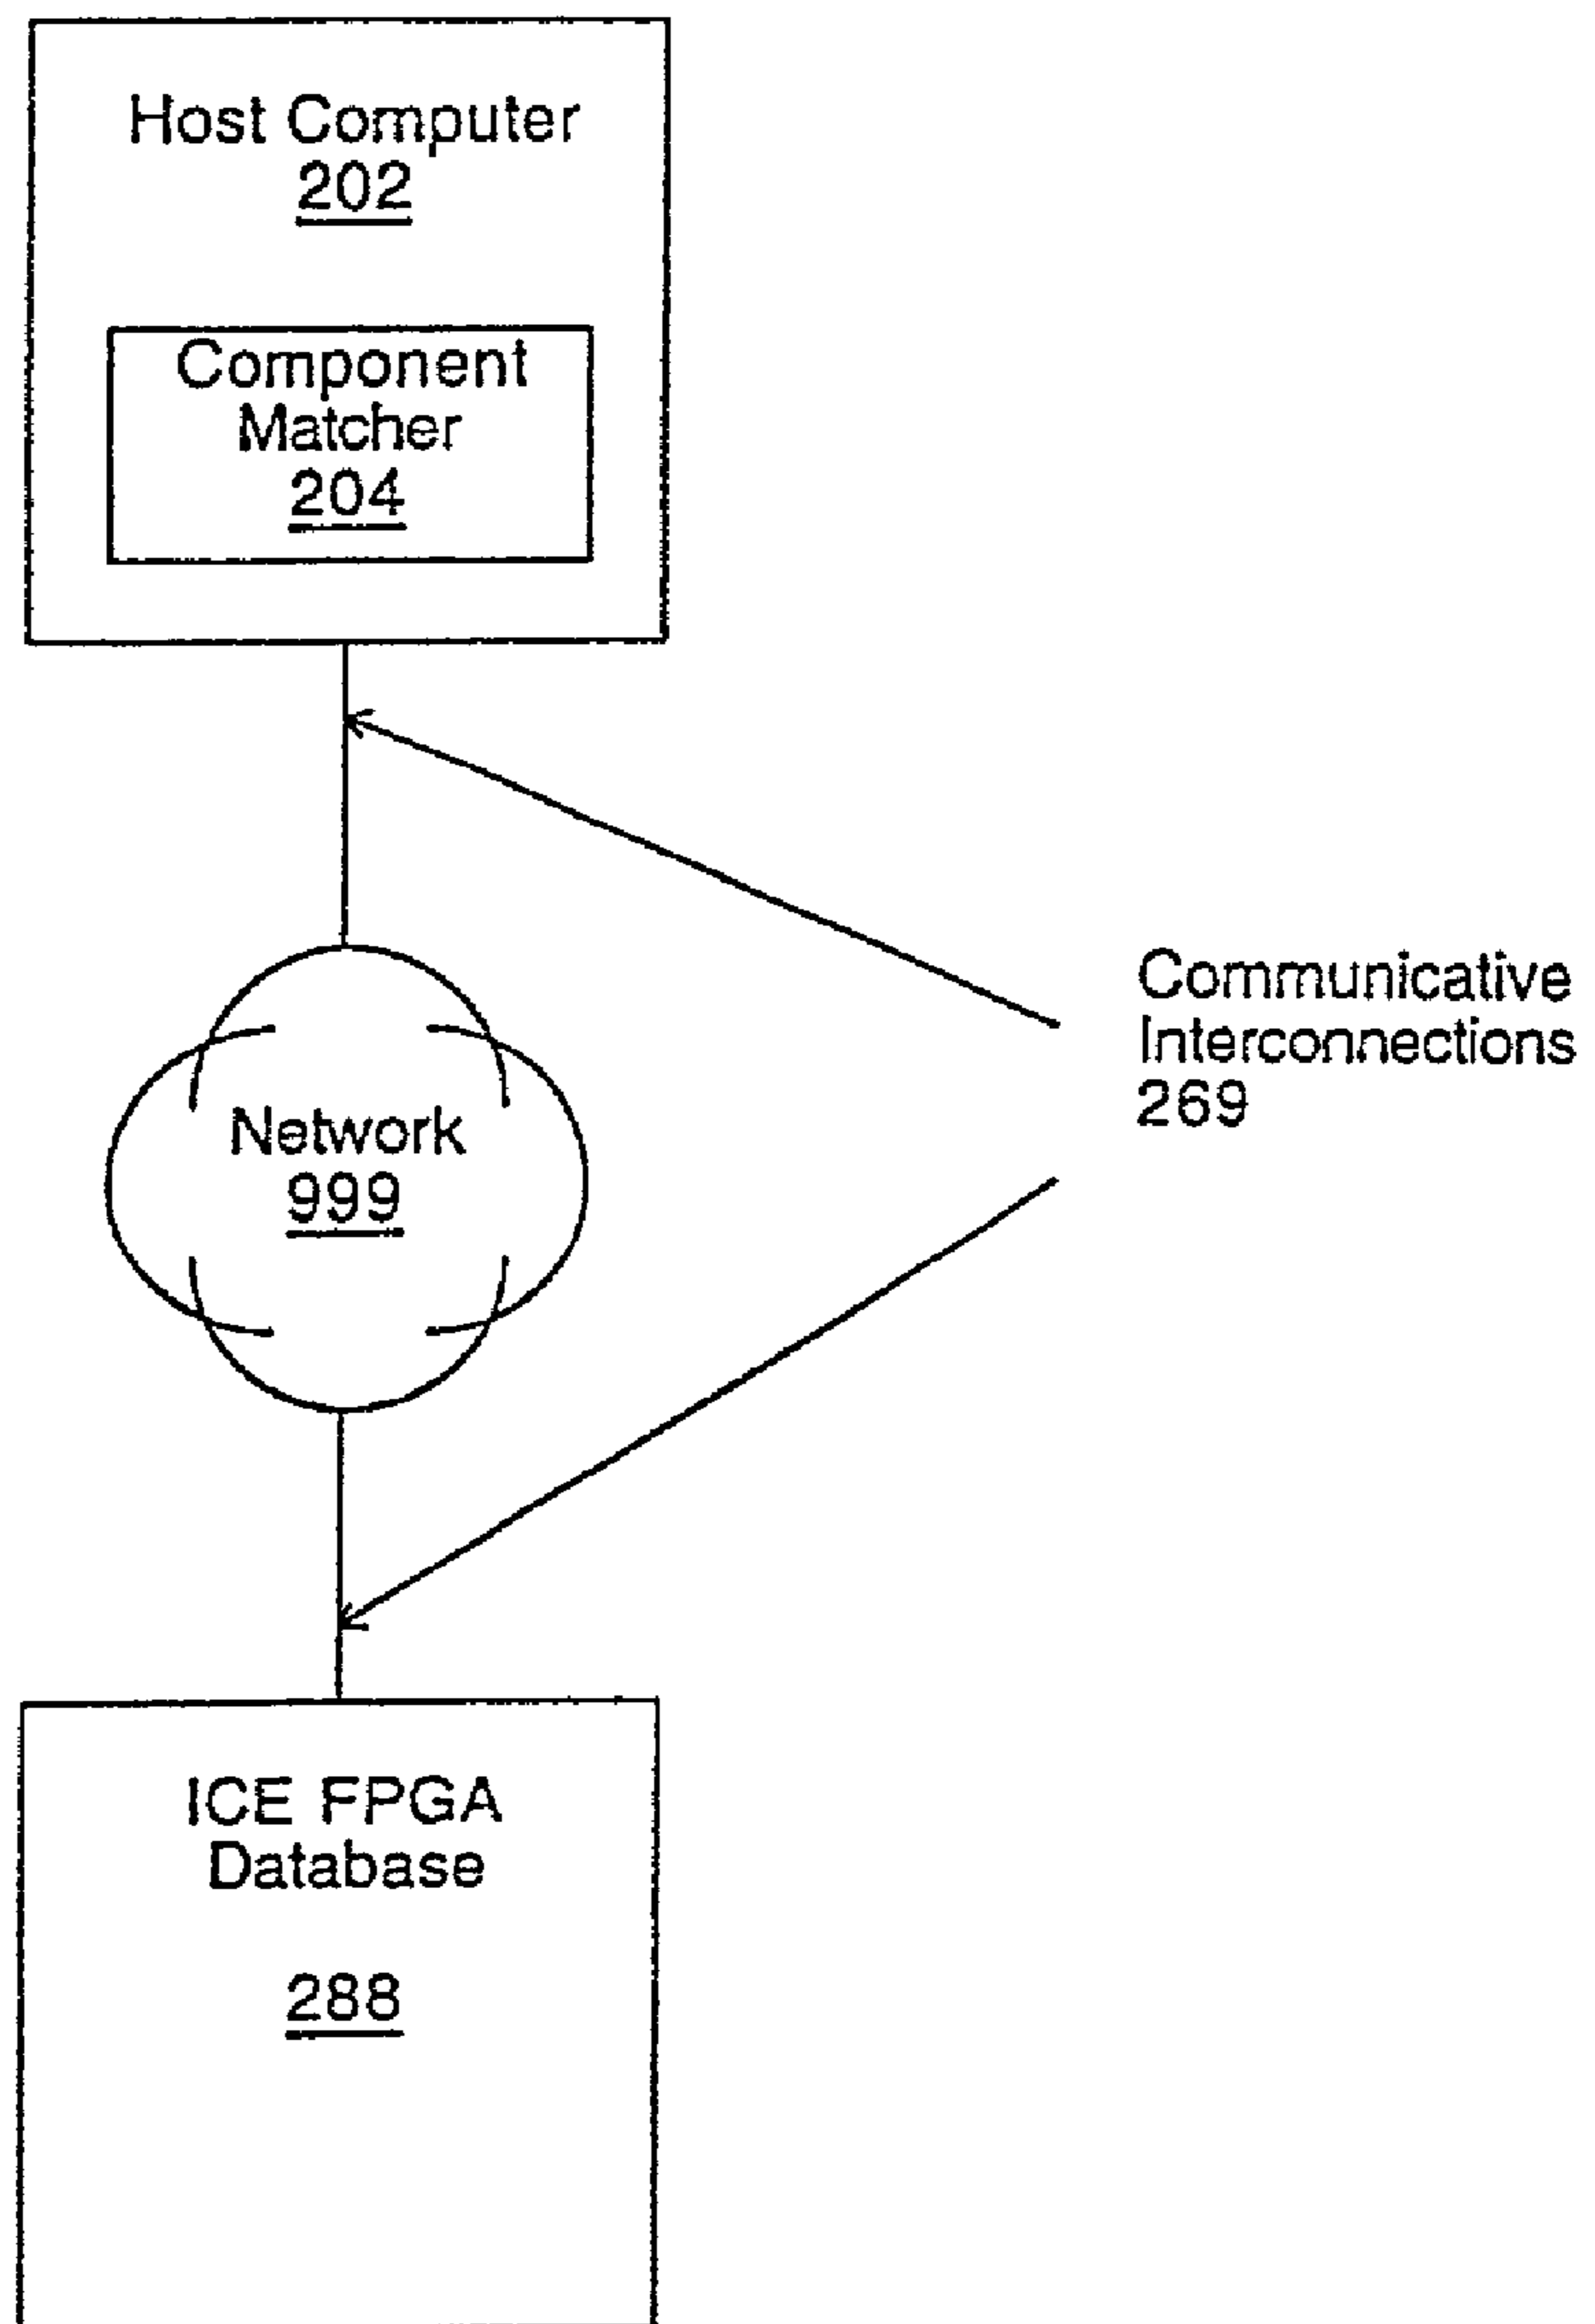 Host Computer
202
Component
Matcher
204
Communicative
Interconnections
269
Network
999
ICE FPGA
Database
288